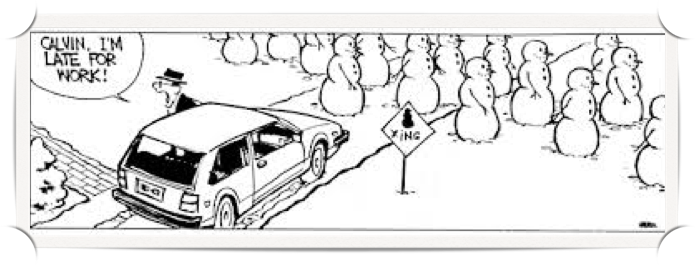 CALVIN, I'M
LATE FOR
WORK!
XING